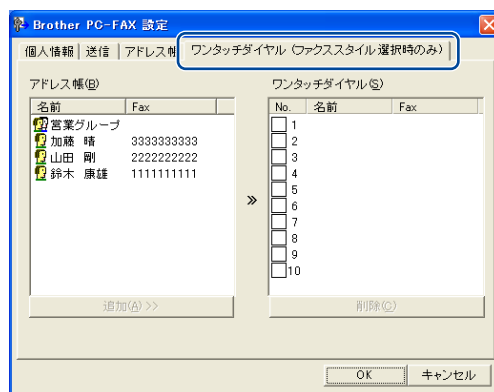 Brother PC-FAX 設定
個人情報 送信 アドレス帳 ワンタッチダイヤル（ファクススタイル選択時のみ）
アドレス帳(B) ワンタッチダイヤル(S)
名前 Fax No. 名前 Fax
営業グループ 1
加藤 晴 3333333333 2
山田 剛 2222222222 3
鈴木 康雄 1111111111 4
5
» 6
7
8
9
10
追加(A) >> 削除(C)
OK キャンセル